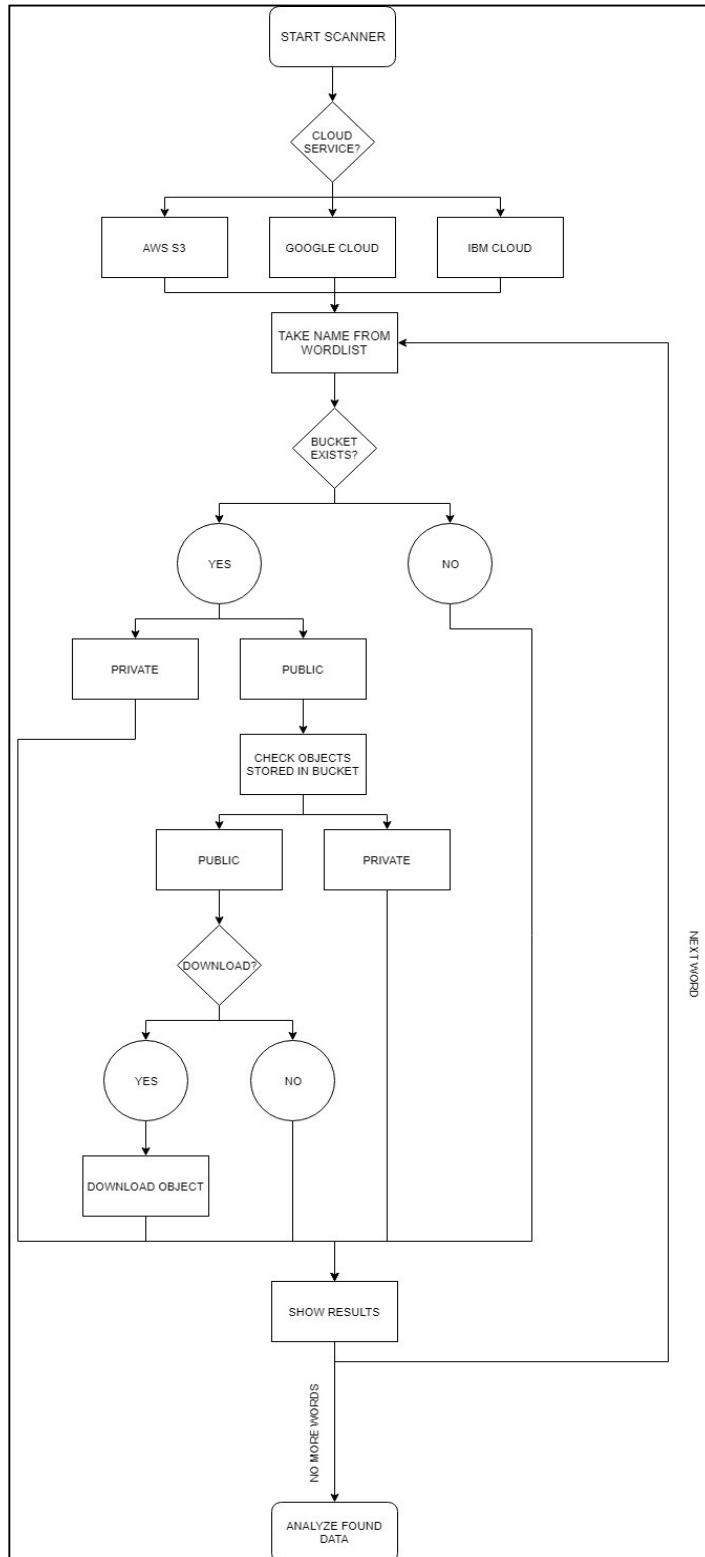 START SCANNER
CLOUD
SERVICE?
AWS S3
GOOGLE CLOUD
IBM CLOUD
TAKE NAME FROM
WORDLIST
BUCKET
EXISTS?
YES
NO
PRIVATE
PUBLIC
CHECK OBJECTS
STORED IN BUCKET
PUBLIC
PRIVATE
DOWNLOAD?
NEXT WORD
YES
NO
DOWNLOAD OBJECT
SHOW RESULTS
NO MORE WORDS
ANALYZE FOUND
DATA